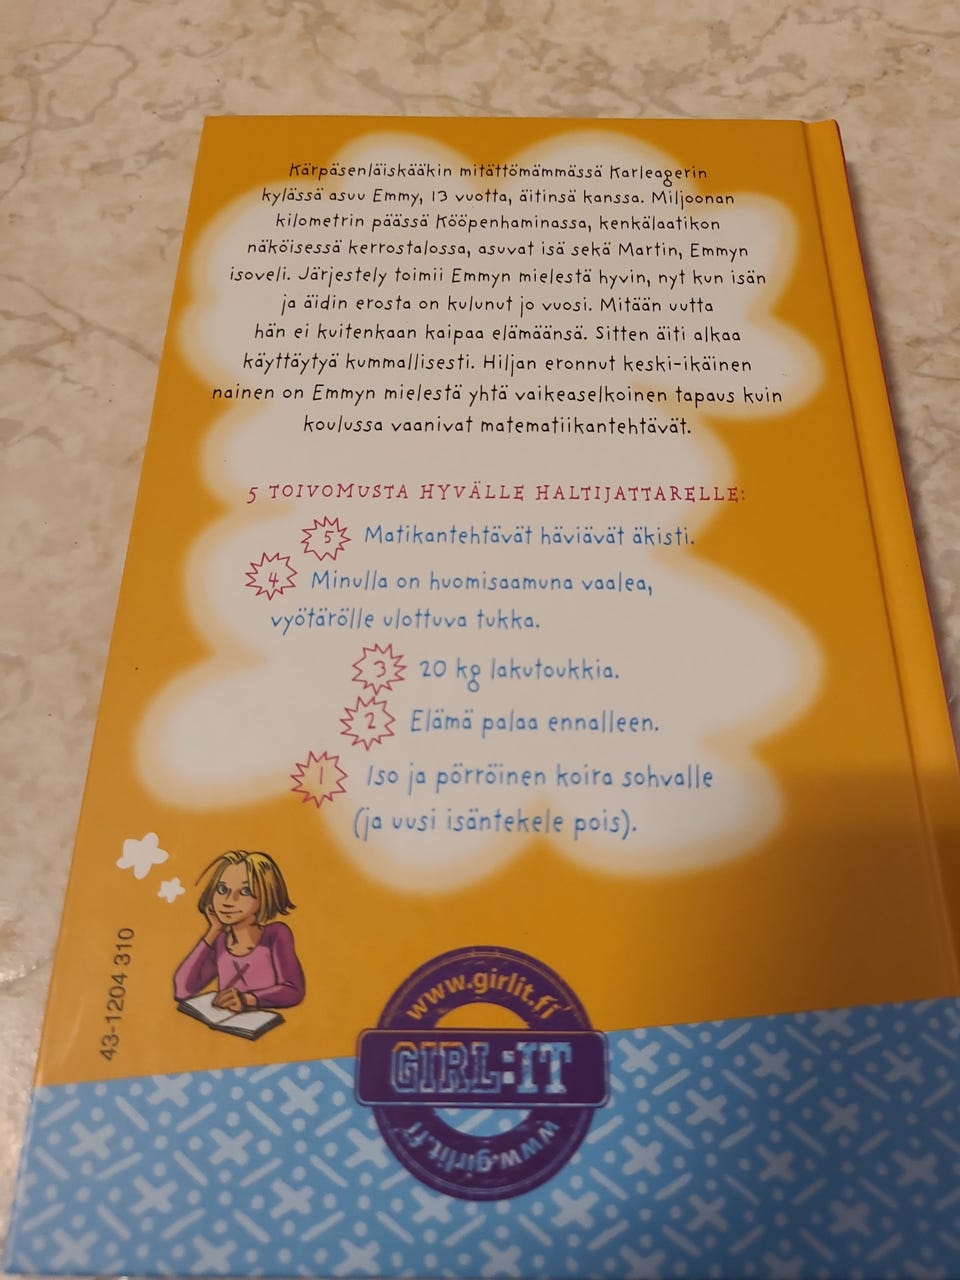 Kärpäsenläiskääkin mitättömämmässä Karleagerin
kylässä asuu Emmy, 13 vuotta, äitinsä kanssa. Miljoonan
kilometrin päässä Kööpenhaminassa, kenkälaatikon
näköisessä kerrostalossa, asuvat isä sekä Martin, Emmyn
isoveli. Järjestely toimii Emmyn mielestä hyvin, nyt kun isän
ja äidin erosta on kulunut jo vuosi. Mitään uutta
hän ei kuitenkaan kaipaa elämäänsä. Sitten äiti alkaa
käyttäytyä kummallisesti. Hiljan eronnut keski-ikäinen
nainen on Emmyn mielestä yhtä vaikeaselkoinen tapaus kuin
koulussa vaanivat matematiikantehtävät.
5 TOIVOMUSTA HYVÄLLE HALTIJATTARELLE:
5 Matikantehtävät häviävät äkisti.
4 Minulla on huomisaamuna vaalea,
vyötärölle ulottuva tukka.
3 20 kg lakutoukkia.
2 Elämä palaa ennalleen.
1 Iso ja pörröinen koira sohvalle
(ja uusi isäntekele pois).
43-1204 310
www.girlit.fi
GIRL:IT
www.girlit.fi